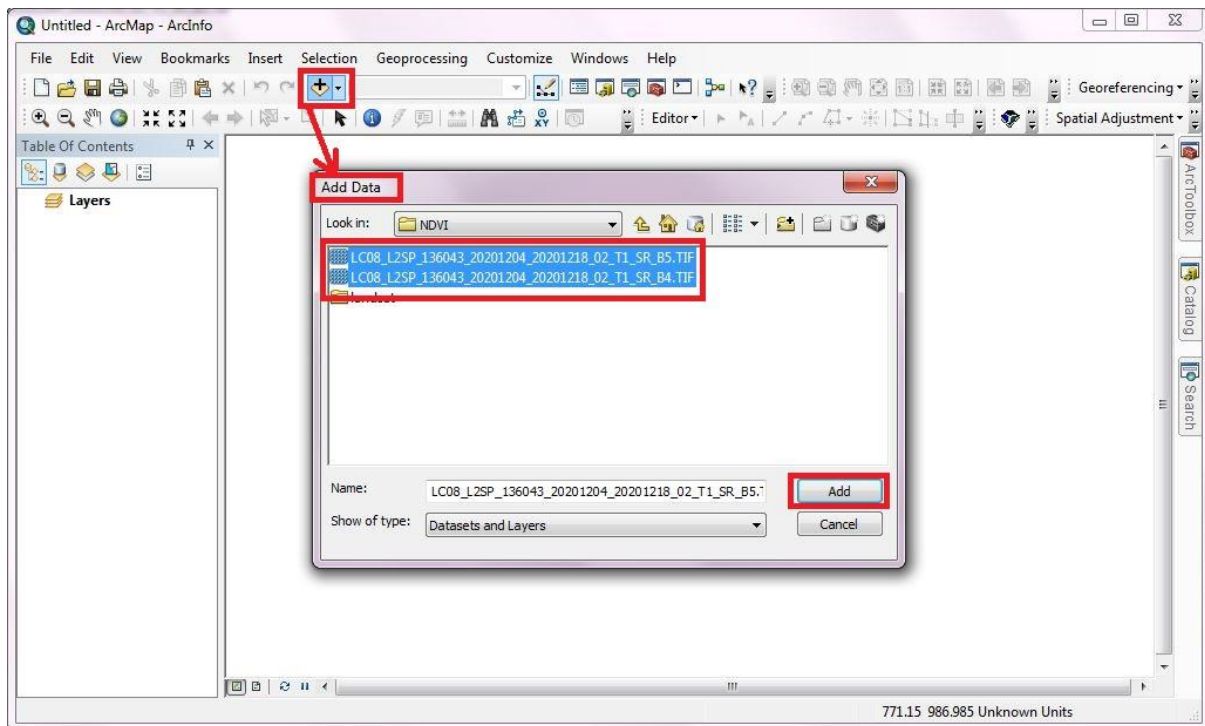 Untitled - ArcMap - ArcInfo
File Edit View Bookmarks Insert Selection Geoprocessing Customize Windows Help
Georeferencing
Editor
Spatial Adjustment
Table Of Contents
Layers
Add Data
Look in: NDVI
LC08_L2SP_136043_20201204_20201218_02_T1_SR_B5.TIF
LC08_L2SP_136043_20201204_20201218_02_T1_SR_B4.TIF
Name: LC08_L2SP_136043_20201204_20201218_02_T1_SR_B5.T
Add
Show of type: Datasets and Layers
Cancel
ArcToolbox
Catalog
Search
771.15 986.985 Unknown Units